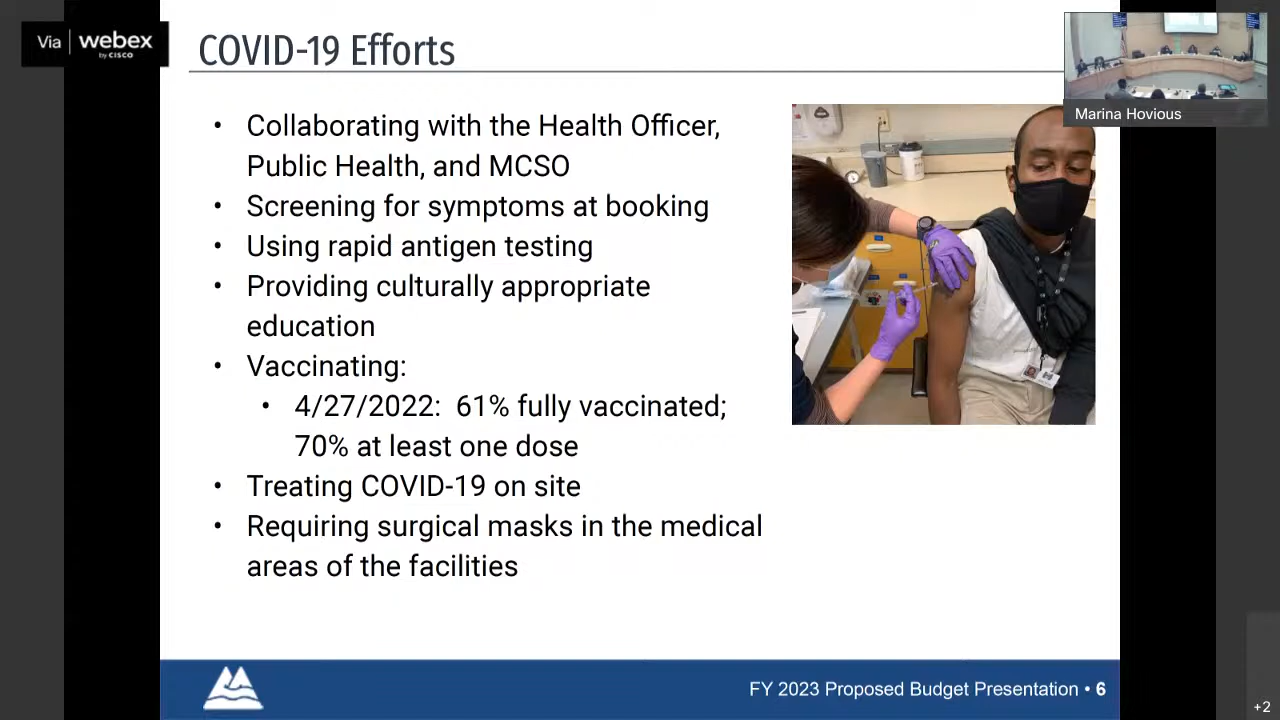 Via webex
by CISCO
COVID-19 Efforts
Marina Hovious
• Collaborating with the Health Officer,
Public Health, and MCSO
• Screening for symptoms at booking
• Using rapid antigen testing
• Providing culturally appropriate
education
• Vaccinating:
• 4/27/2022: 61% fully vaccinated;
70% at least one dose
• Treating COVID-19 on site
• Requiring surgical masks in the medical
areas of the facilities
FY 2023 Proposed Budget Presentation • 6
+2